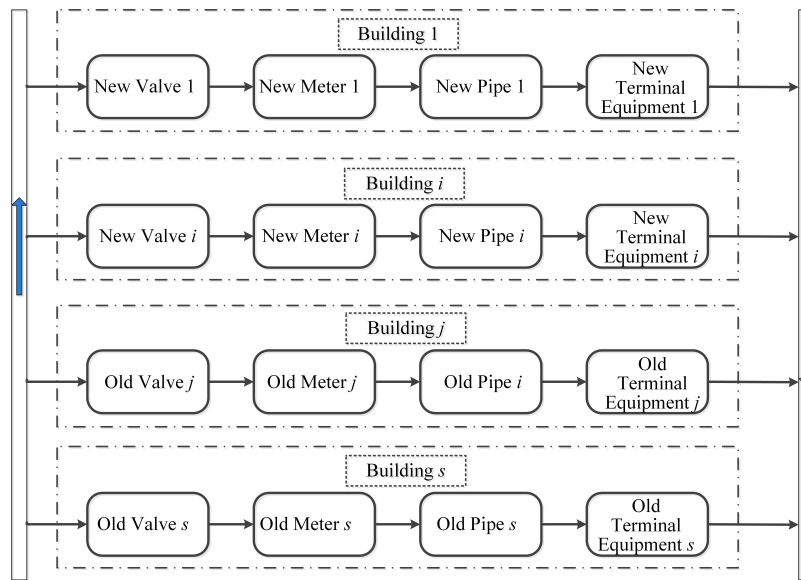 Building 1
New Valve 1
New Meter 1
New Pipe 1
New
Terminal
Equipment 1
Building i
New Valve i
New Meter i
New Pipe i
New
Terminal
Equipment i
Building j
Old Valve j
Old Meter j
Old Pipe i
Old
Terminal
Equipment j
Building s
Old Valve s
Old Meter s
Old Pipe s
Old
Terminal
Equipment s